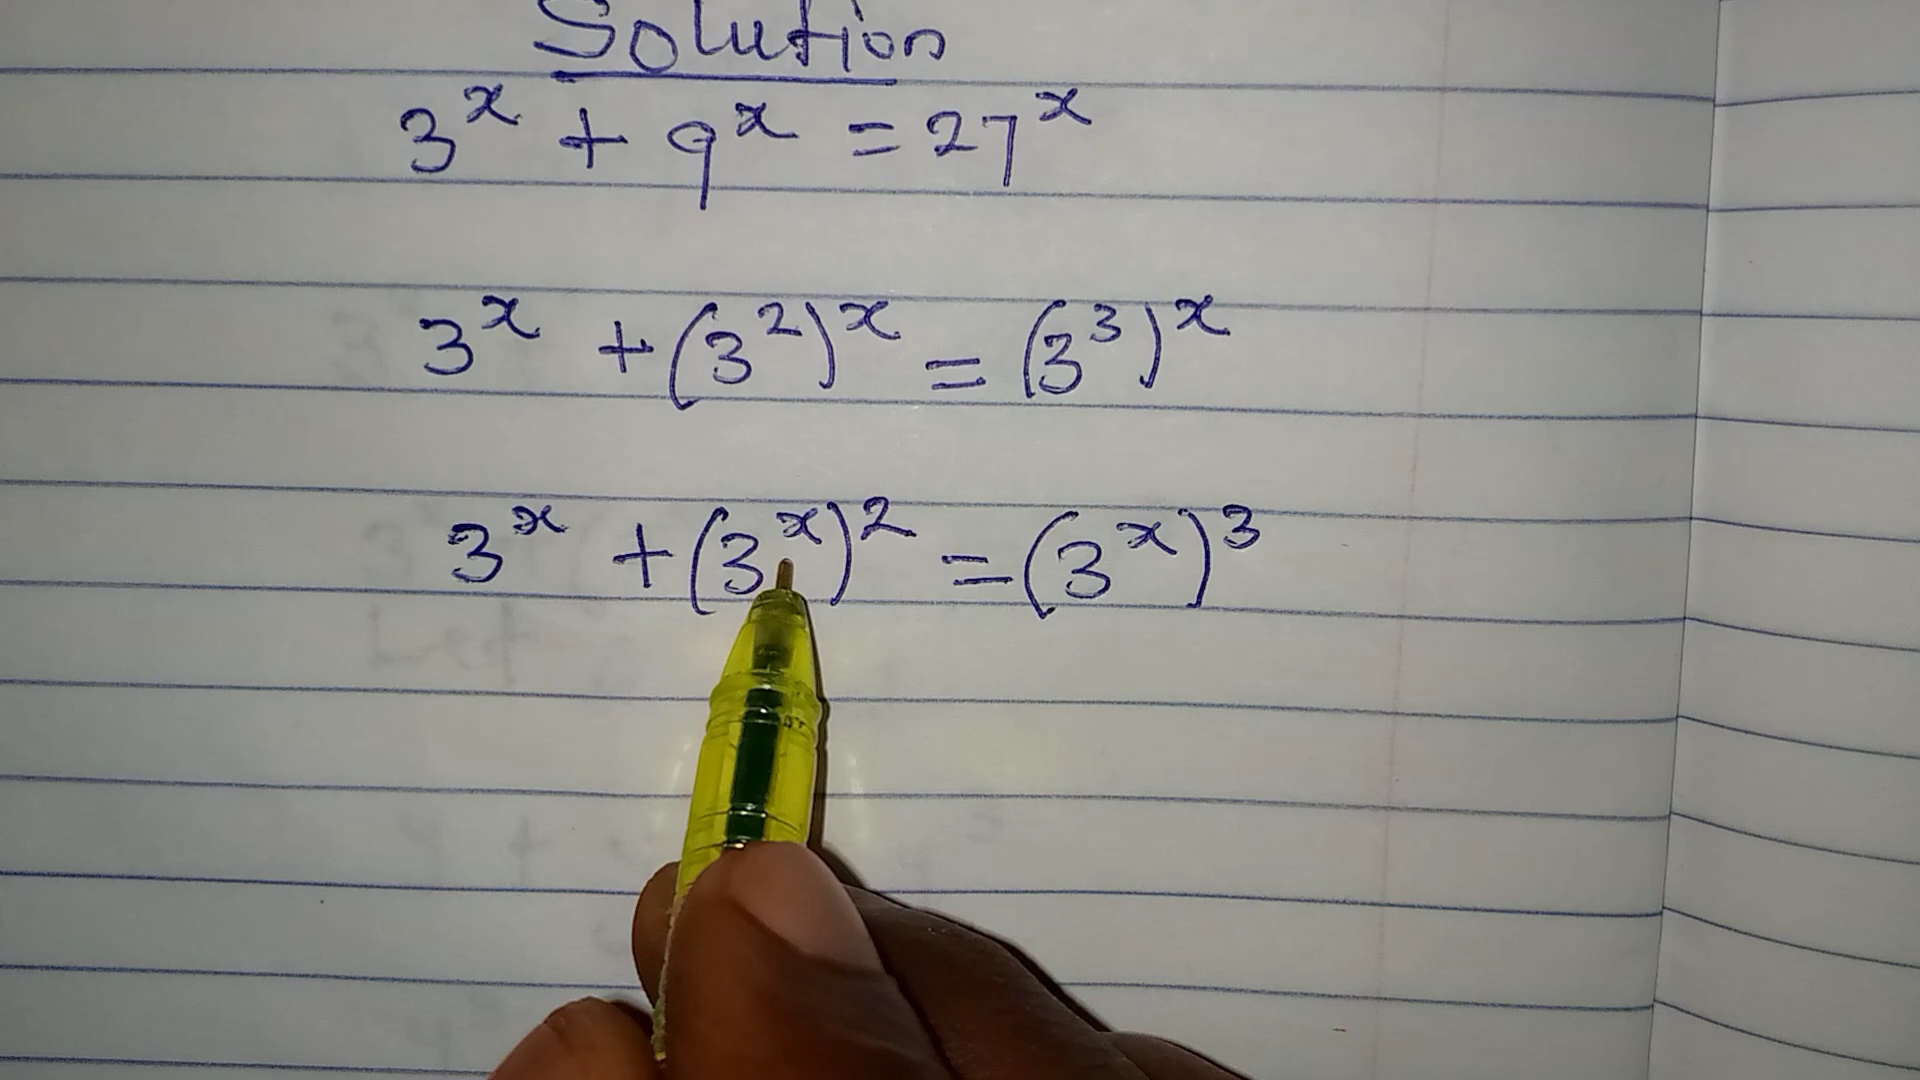 Solution
3^x + 9^x = 27^x
3^x + (3^2)^x = (3^3)^x
3^x + (3^x)^2 = (3^x)^3